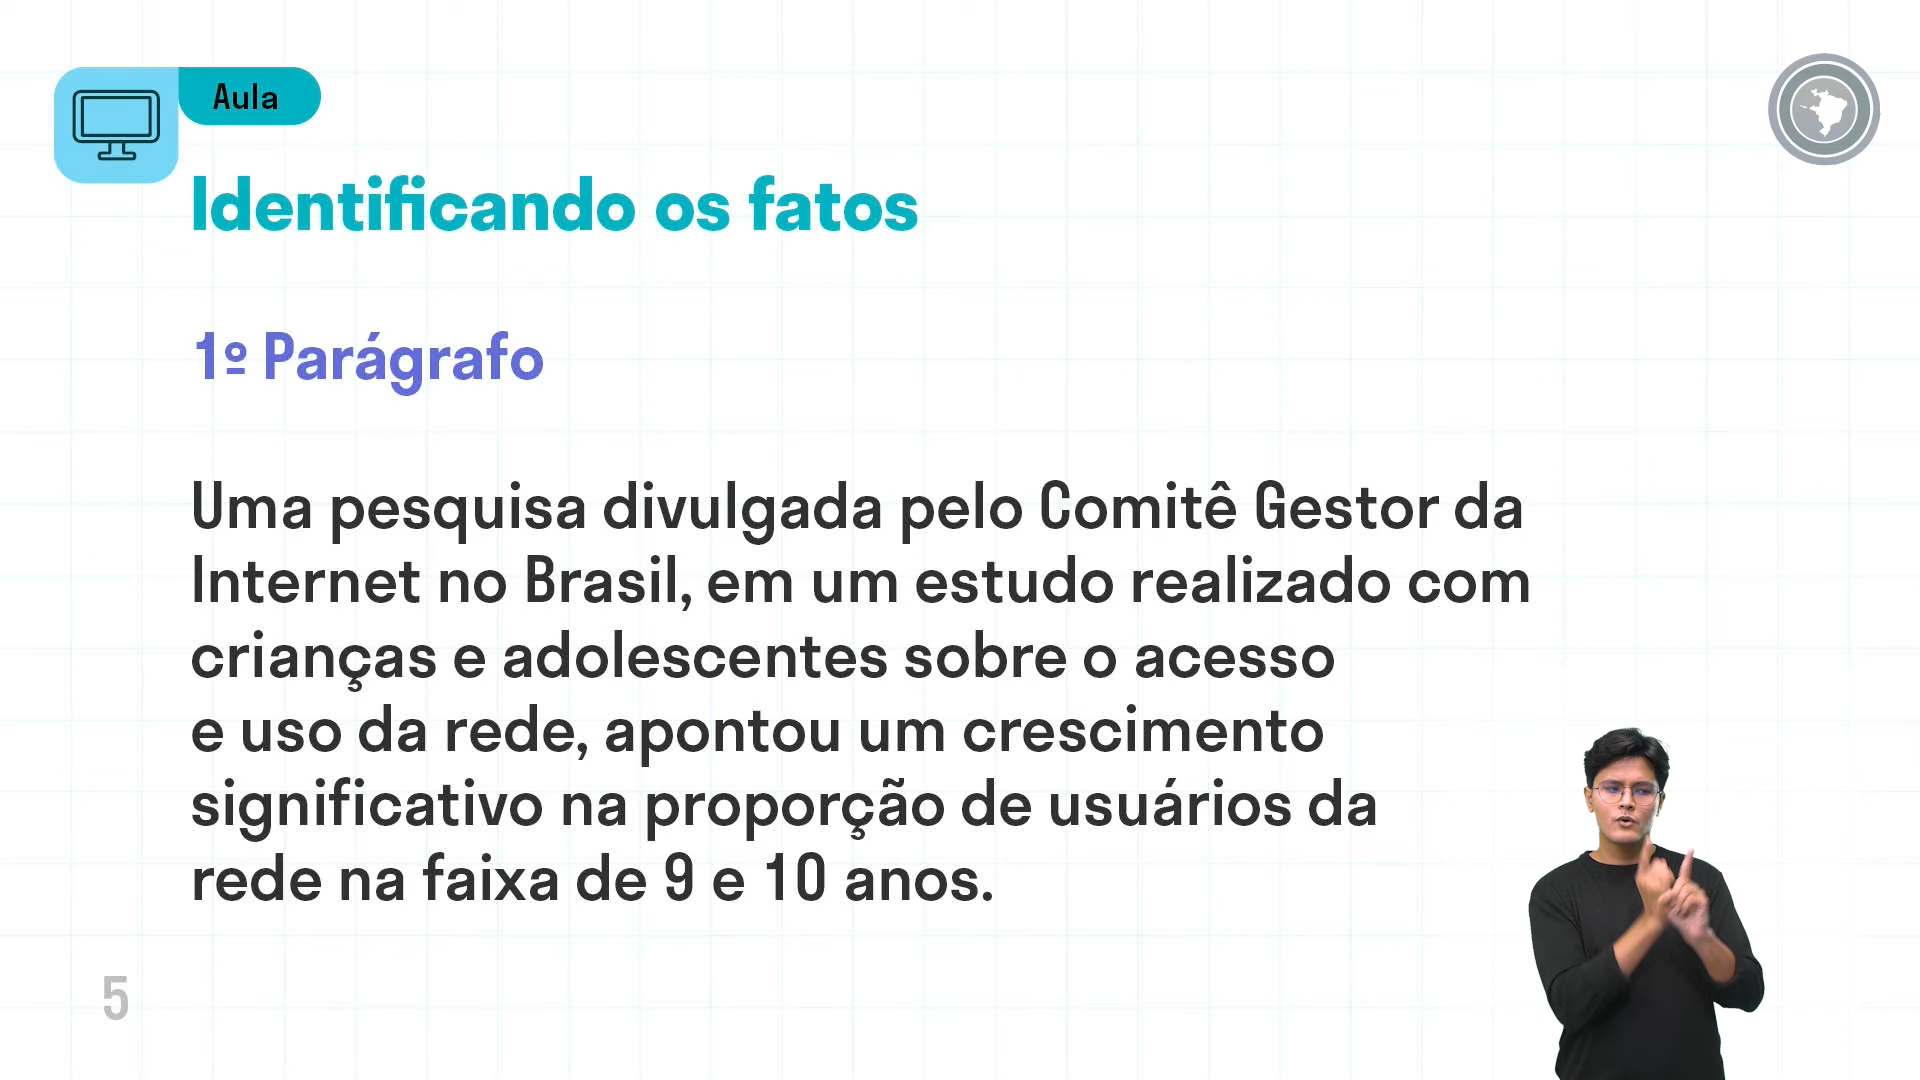 Aula
Identificando os fatos
1º Parágrafo
Uma pesquisa divulgada pelo Comitê Gestor da
Internet no Brasil, em um estudo realizado com
crianças e adolescentes sobre o acesso
e uso da rede, apontou um crescimento
significativo na proporção de usuários da
rede na faixa de 9 e 10 anos.
5